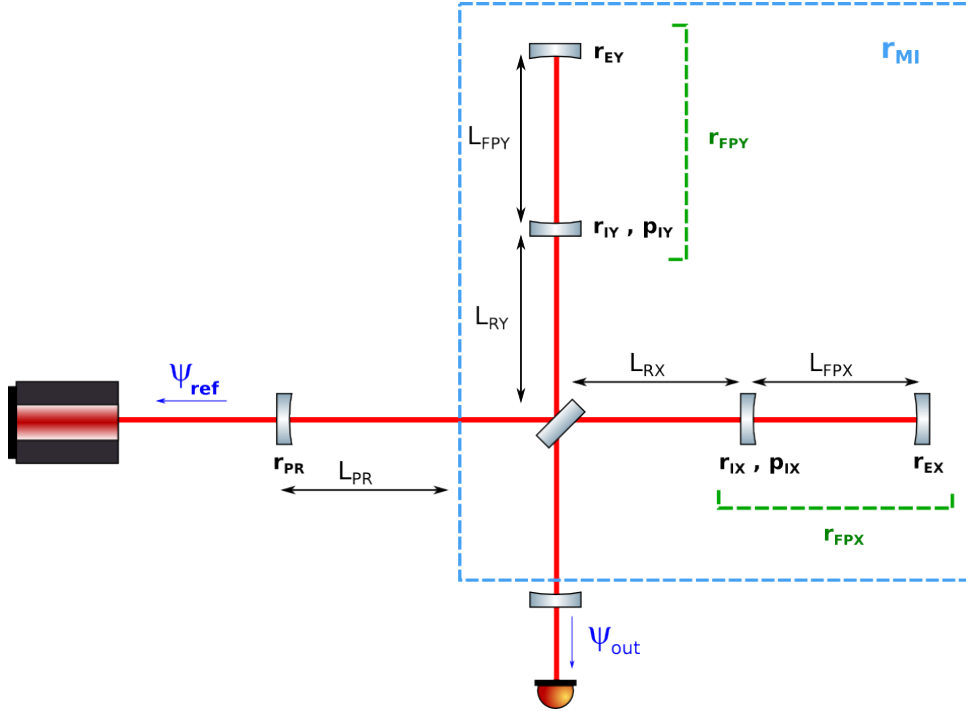 r_EY
r_MI
L_FPY
r_FPY
r_IY , p_IY
L_RY
L_RX
L_FPX
Ψ_ref
r_PR
L_PR
r_IX , p_IX
r_EX
r_FPX
Ψ_out